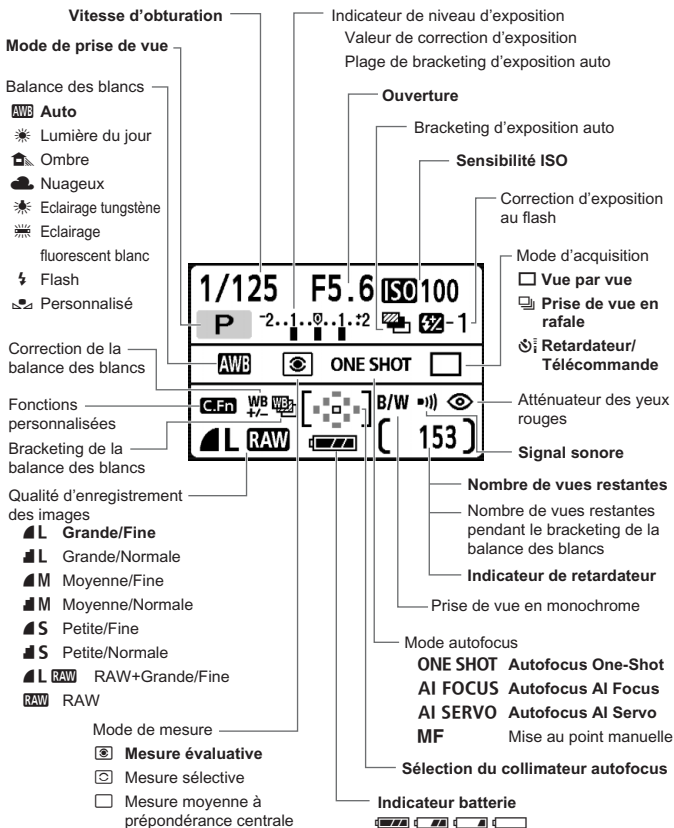 Vitesse d'obturation
Mode de prise de vue
Balance des blancs
AWB Auto
Lumière du jour
Ombre
Nuageux
Eclairage tungstène
Eclairage
fluorescent blanc
Flash
Personnalisé
Correction de la
balance des blancs
Fonctions
personnalisées
Bracketing de la
balance des blancs
Qualité d'enregistrement
des images
L Grande/Fine
L Grande/Normale
M Moyenne/Fine
M Moyenne/Normale
S Petite/Fine
S Petite/Normale
L RAW RAW+Grande/Fine
RAW RAW
Mode de mesure
Mesure évaluative
Mesure sélective
Mesure moyenne à
prépondérance centrale
Indicateur de niveau d'exposition
Valeur de correction d'exposition
Plage de bracketing d'exposition auto
Ouverture
Bracketing d'exposition auto
Sensibilité ISO
Correction d'exposition
au flash
Mode d'acquisition
Vue par vue
Prise de vue en
rafale
Retardateur/
Télécommande
1/125 F5.6 ISO 100
P -2..1..0..1..+2 -1
AWB ONE SHOT
C.Fn WB +/- WB B/W
L RAW [ 153 ]
Atténuateur des yeux
rouges
Signal sonore
Nombre de vues restantes
Nombre de vues restantes
pendant le bracketing de la
balance des blancs
Indicateur de retardateur
Prise de vue en monochrome
Mode autofocus
ONE SHOT Autofocus One-Shot
AI FOCUS Autofocus AI Focus
AI SERVO Autofocus AI Servo
MF Mise au point manuelle
Sélection du collimateur autofocus
Indicateur batterie